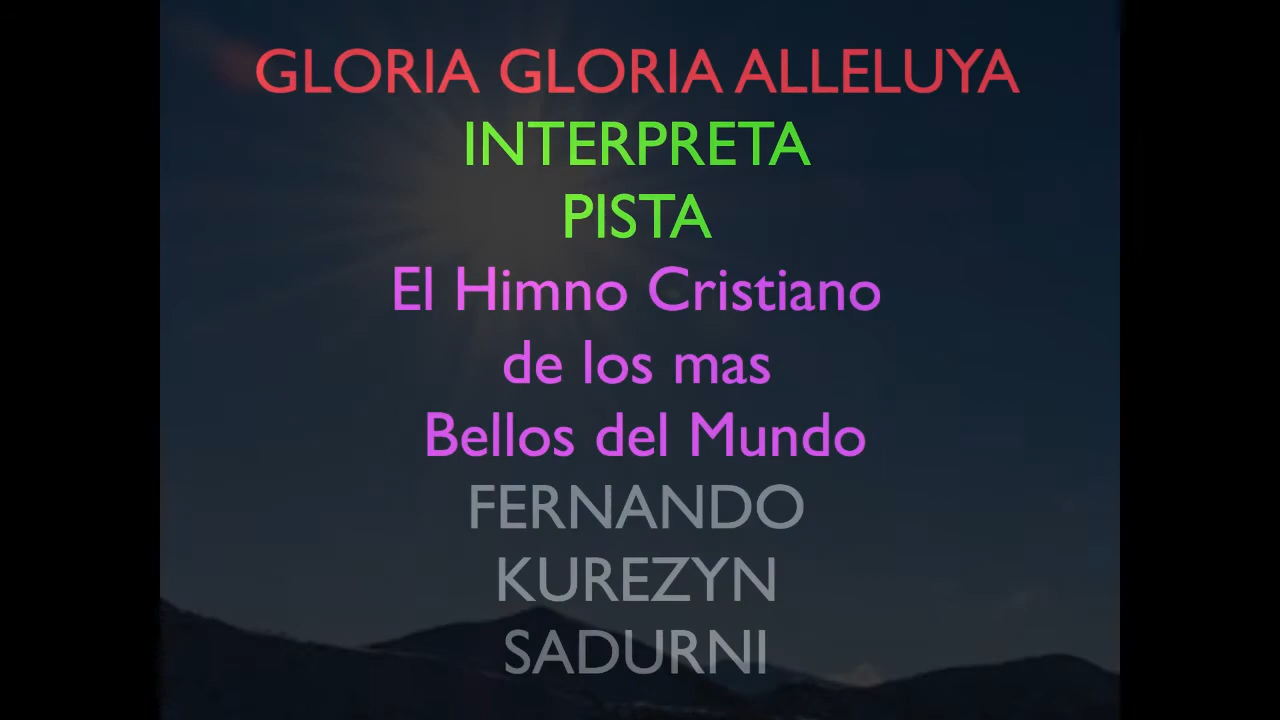 GLORIA GLORIA ALLELUYA
INTERPRETA
PISTA
El Himno Cristiano
de los mas
Bellos del Mundo
FERNANDO
KUREZYN
SADURNI